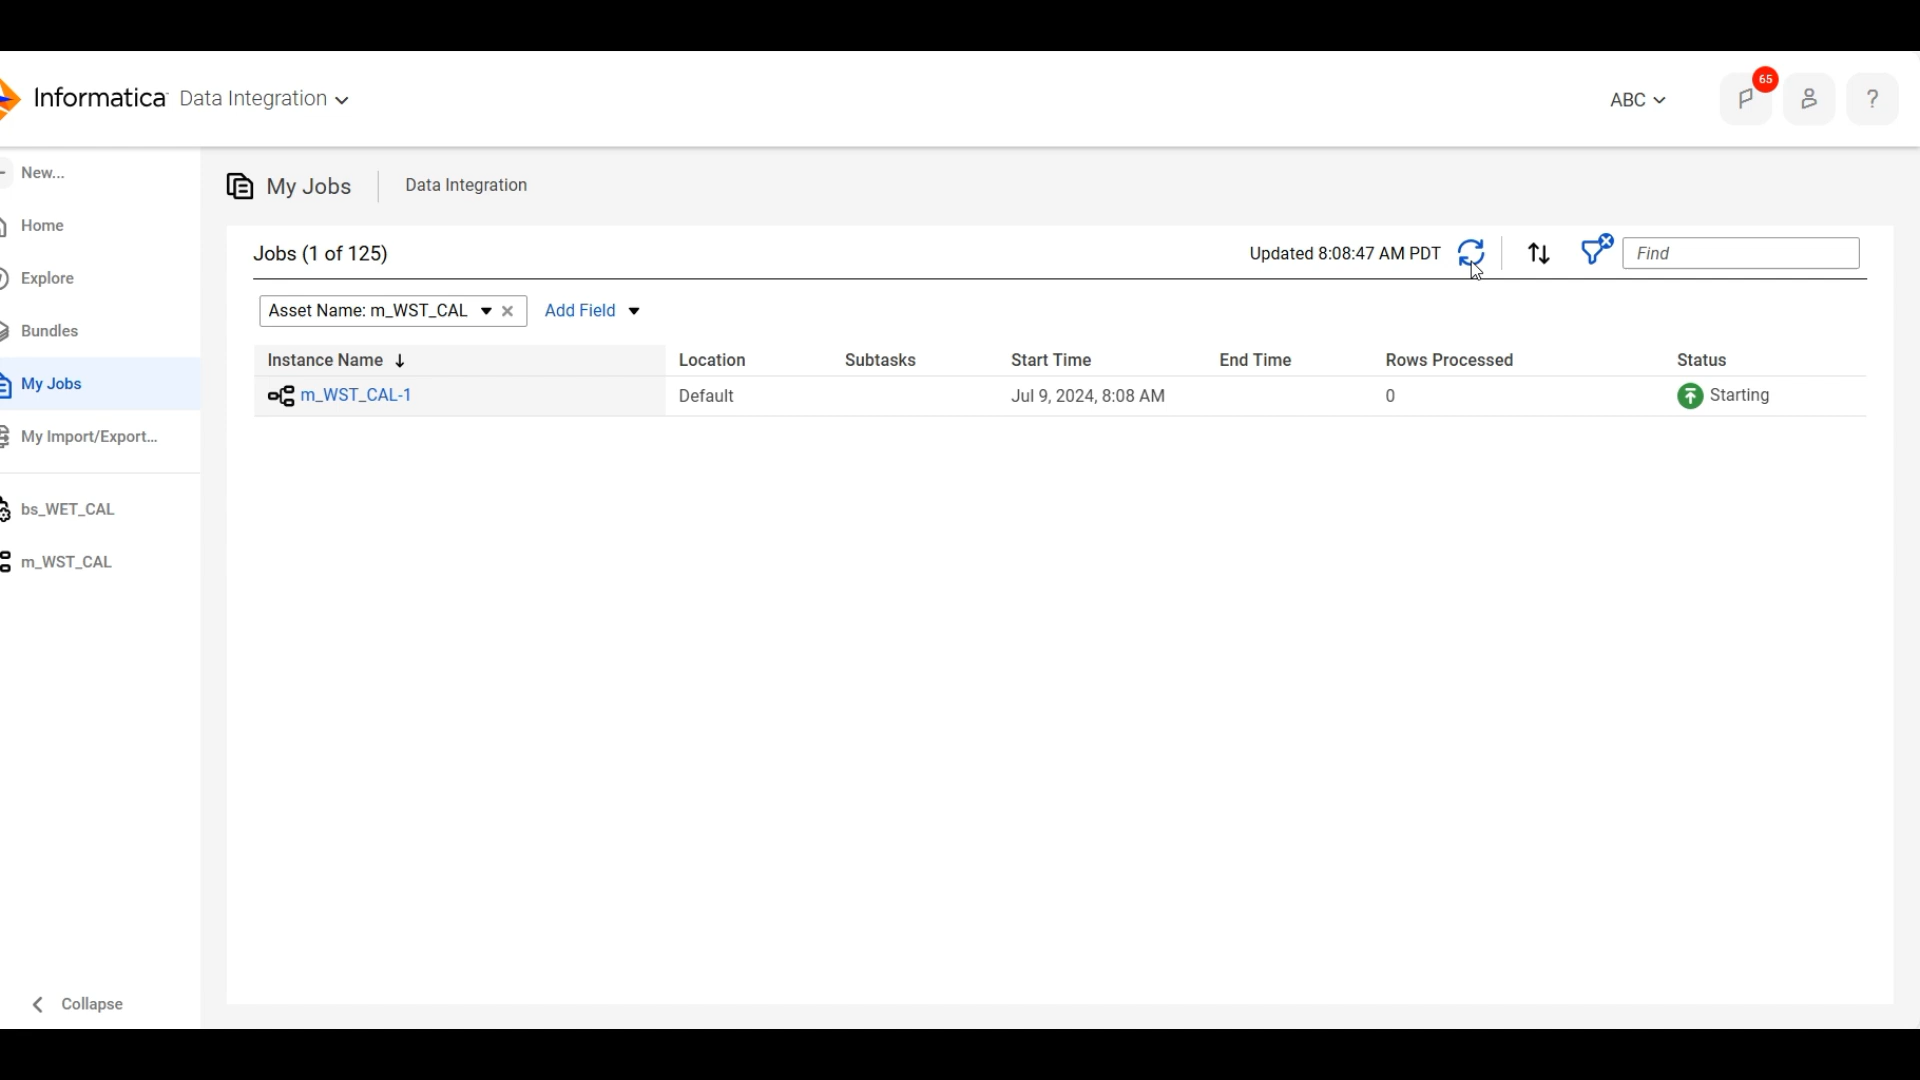 Informatica Data Integration
ABC
65
?
New...
Home
Explore
Bundles
My Jobs
My Import/Export...
bs_WET_CAL
m_WST_CAL
Collapse
My Jobs
Data Integration
Jobs (1 of 125)
Updated 8:08:47 AM PDT
Find
Asset Name: m_WST_CAL
Add Field
Instance Name Location Subtasks Start Time End Time Rows Processed Status
m_WST_CAL-1 Default Jul 9, 2024, 8:08 AM 0 Starting